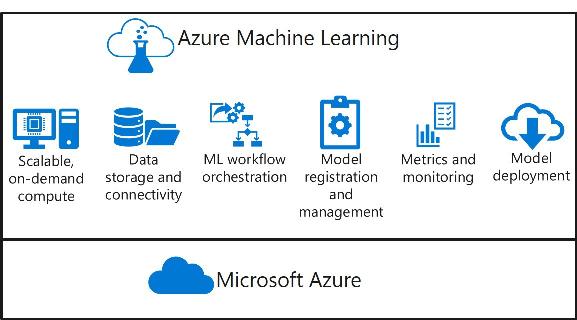 Azure Machine Learning
Scalable,
on-demand
compute
Data
storage and
connectivity
ML workflow
orchestration
Model
registration
and
management
Metrics and
monitoring
Model
deployment
Microsoft Azure